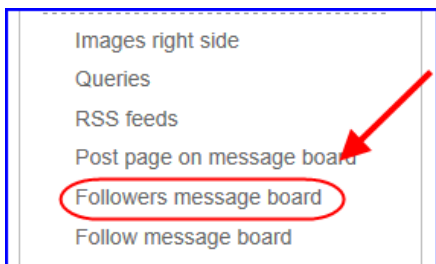 Images right side
Queries
RSS feeds
Post page on message board
Followers message board
Follow message board